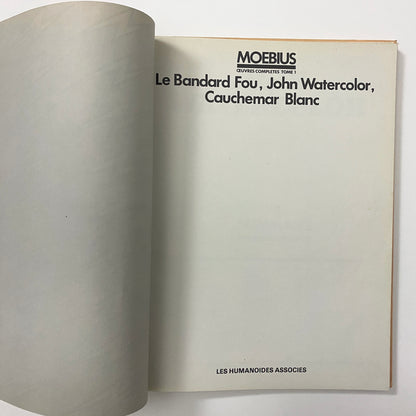 MOEBIUS
ŒUVRES COMPLETES TOME 1
Le Bandard Fou, John Watercolor,
Cauchemar Blanc
LES HUMANOIDES ASSOCIES